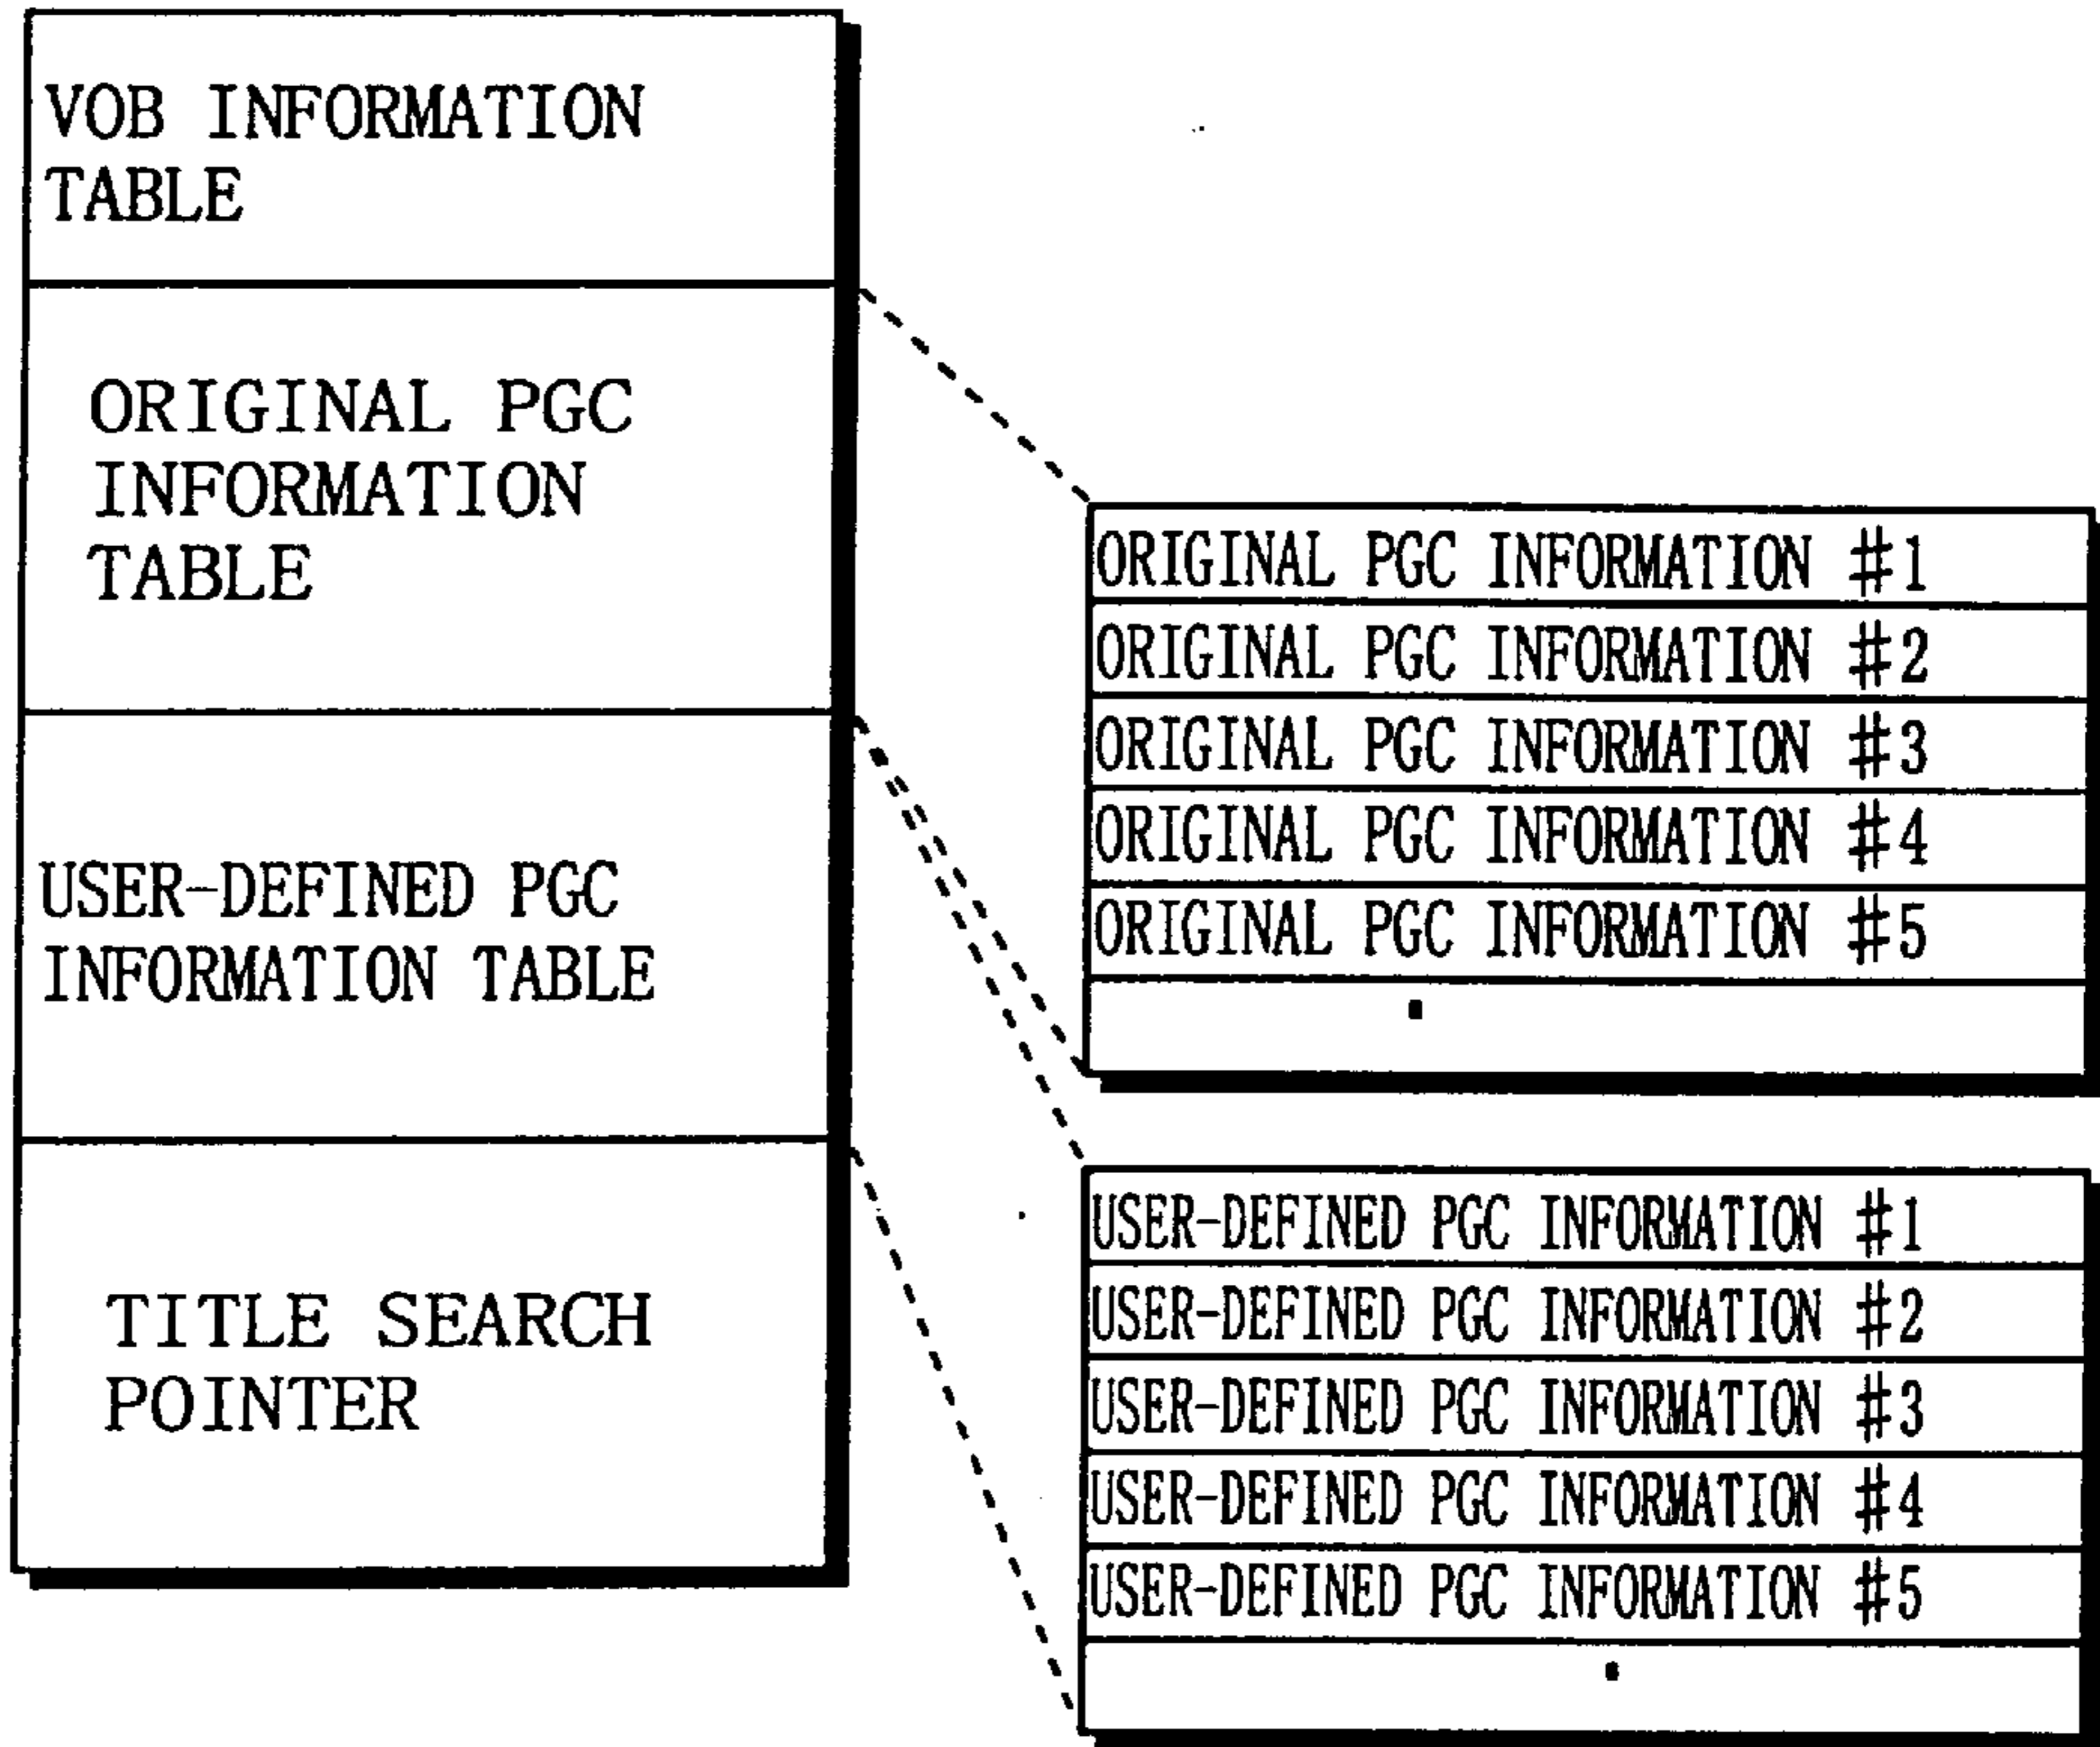 VOB INFORMATION
TABLE
ORIGINAL PGC
INFORMATION
TABLE
USER-DEFINED PGC
INFORMATION TABLE
TITLE SEARCH
POINTER
ORIGINAL PGC INFORMATION #1
ORIGINAL PGC INFORMATION #2
ORIGINAL PGC INFORMATION #3
ORIGINAL PGC INFORMATION #4
ORIGINAL PGC INFORMATION #5
USER-DEFINED PGC INFORMATION #1
USER-DEFINED PGC INFORMATION #2
USER-DEFINED PGC INFORMATION #3
USER-DEFINED PGC INFORMATION #4
USER-DEFINED PGC INFORMATION #5